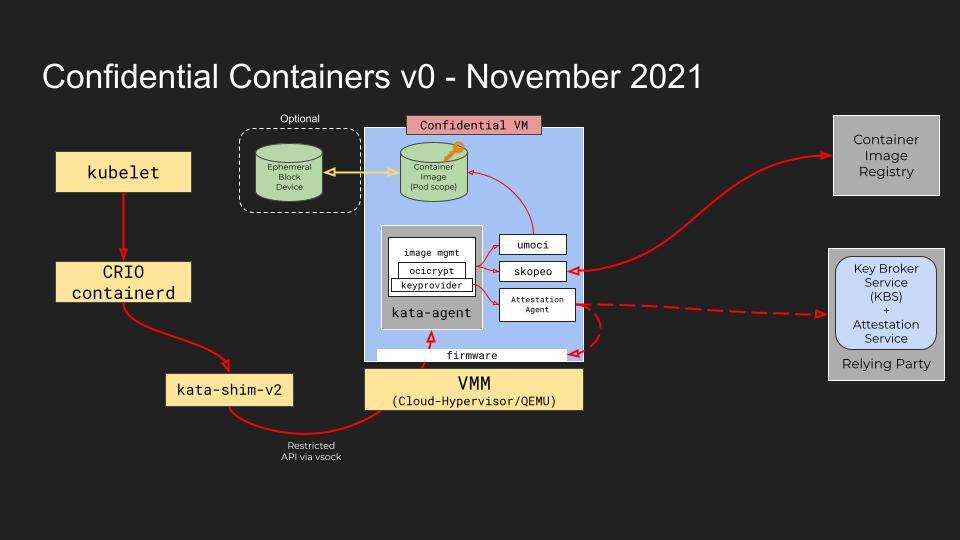 Confidential Containers v0 - November 2021
Optional
Confidential VM
kubelet
Ephemeral
Block
Device
Container
Image
(Pod scope)
Container
Image
Registry
CRIO
containerd
image mgmt
ocicrypt
keyprovider
kata-agent
umoci
skopeo
Attestation
Agent
Key Broker
Service
(KBS)
+
Attestation
Service
Relying Party
firmware
kata-shim-v2
VMM
(Cloud-Hypervisor/QEMU)
Restricted
API via vsock